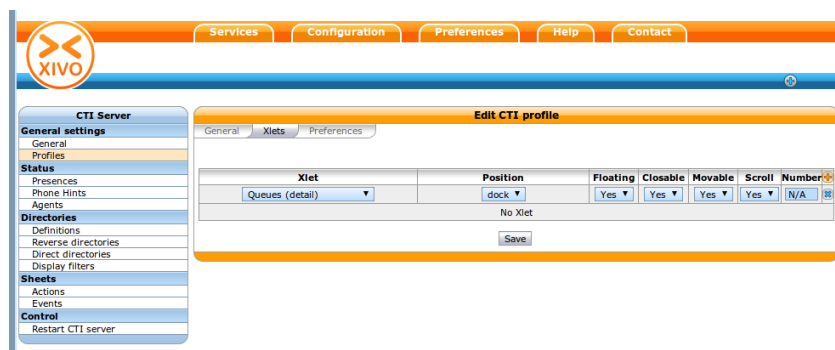 Services Configuration Preferences Help Contact
XIVO
CTI Server
General settings
General
Profiles
Status
Presences
Phone Hints
Agents
Directories
Definitions
Reverse directories
Direct directories
Display filters
Sheets
Actions
Events
Control
Restart CTI server
Edit CTI profile
General Xlets Preferences
Xlet Position Floating Closable Movable Scroll Number
Queues (detail) dock Yes Yes Yes Yes N/A
No Xlet
Save